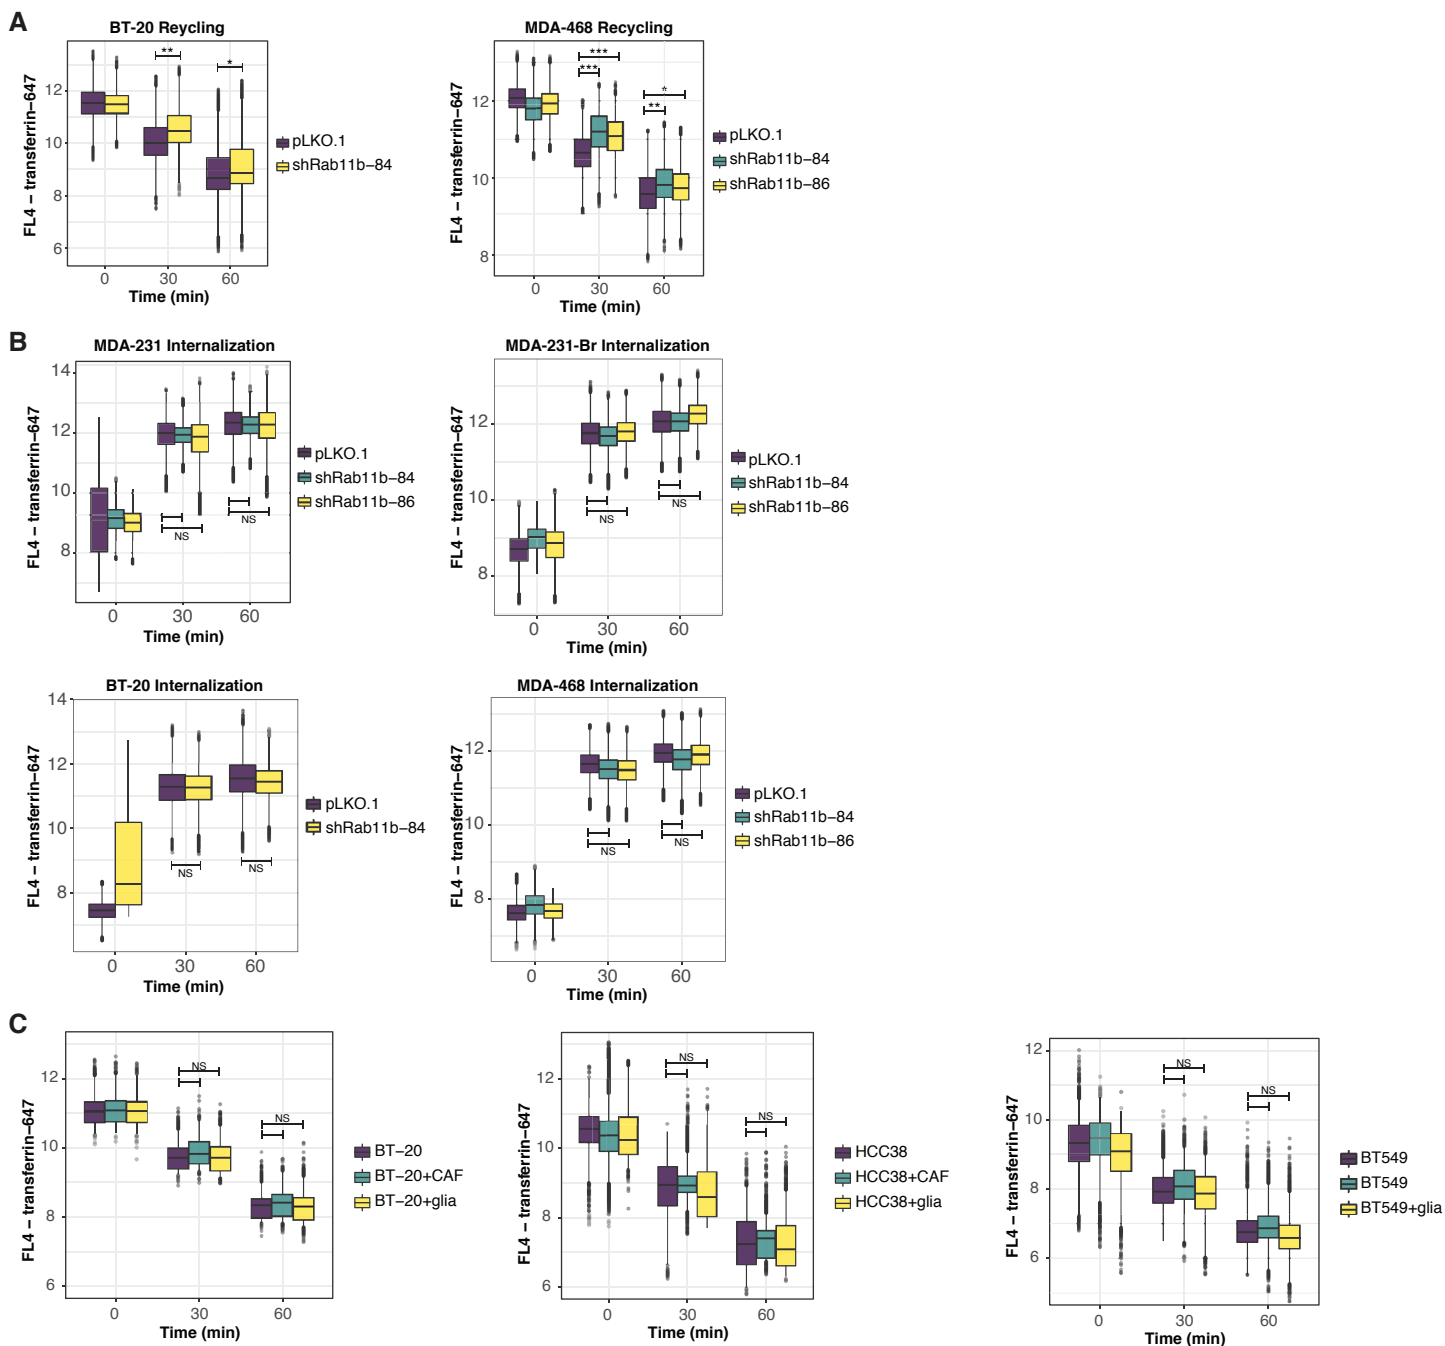 A
BT-20 Reycling
FL4 – transferrin–647
12
10
8
6
**
*
0
30
60
Time (min)
pLKO.1
shRab11b–84
MDA-468 Recycling
FL4 – transferrin–647
12
10
8
***
***
*
**
0
30
60
Time (min)
pLKO.1
shRab11b–84
shRab11b–86
B
MDA-231 Internalization
FL4 – transferrin–647
14
12
10
8
NS
NS
0
30
60
Time (min)
pLKO.1
shRab11b–84
shRab11b–86
MDA-231-Br Internalization
FL4 – transferrin–647
12
10
8
NS
NS
0
30
60
Time (min)
pLKO.1
shRab11b–84
shRab11b–86
BT-20 Internalization
FL4 – transferrin–647
14
12
10
8
NS
NS
0
30
60
Time (min)
pLKO.1
shRab11b–84
MDA-468 Internalization
FL4 – transferrin–647
12
10
8
NS
NS
0
30
60
Time (min)
pLKO.1
shRab11b–84
shRab11b–86
C
FL4 – transferrin–647
12
10
8
6
NS
NS
0
30
60
Time (min)
BT–20
BT–20+CAF
BT–20+glia
FL4 – transferrin–647
12
10
8
6
NS
NS
0
30
60
Time (min)
HCC38
HCC38+CAF
HCC38+glia
FL4 – transferrin–647
12
10
8
6
NS
NS
0
30
60
Time (min)
BT549
BT549
BT549+glia